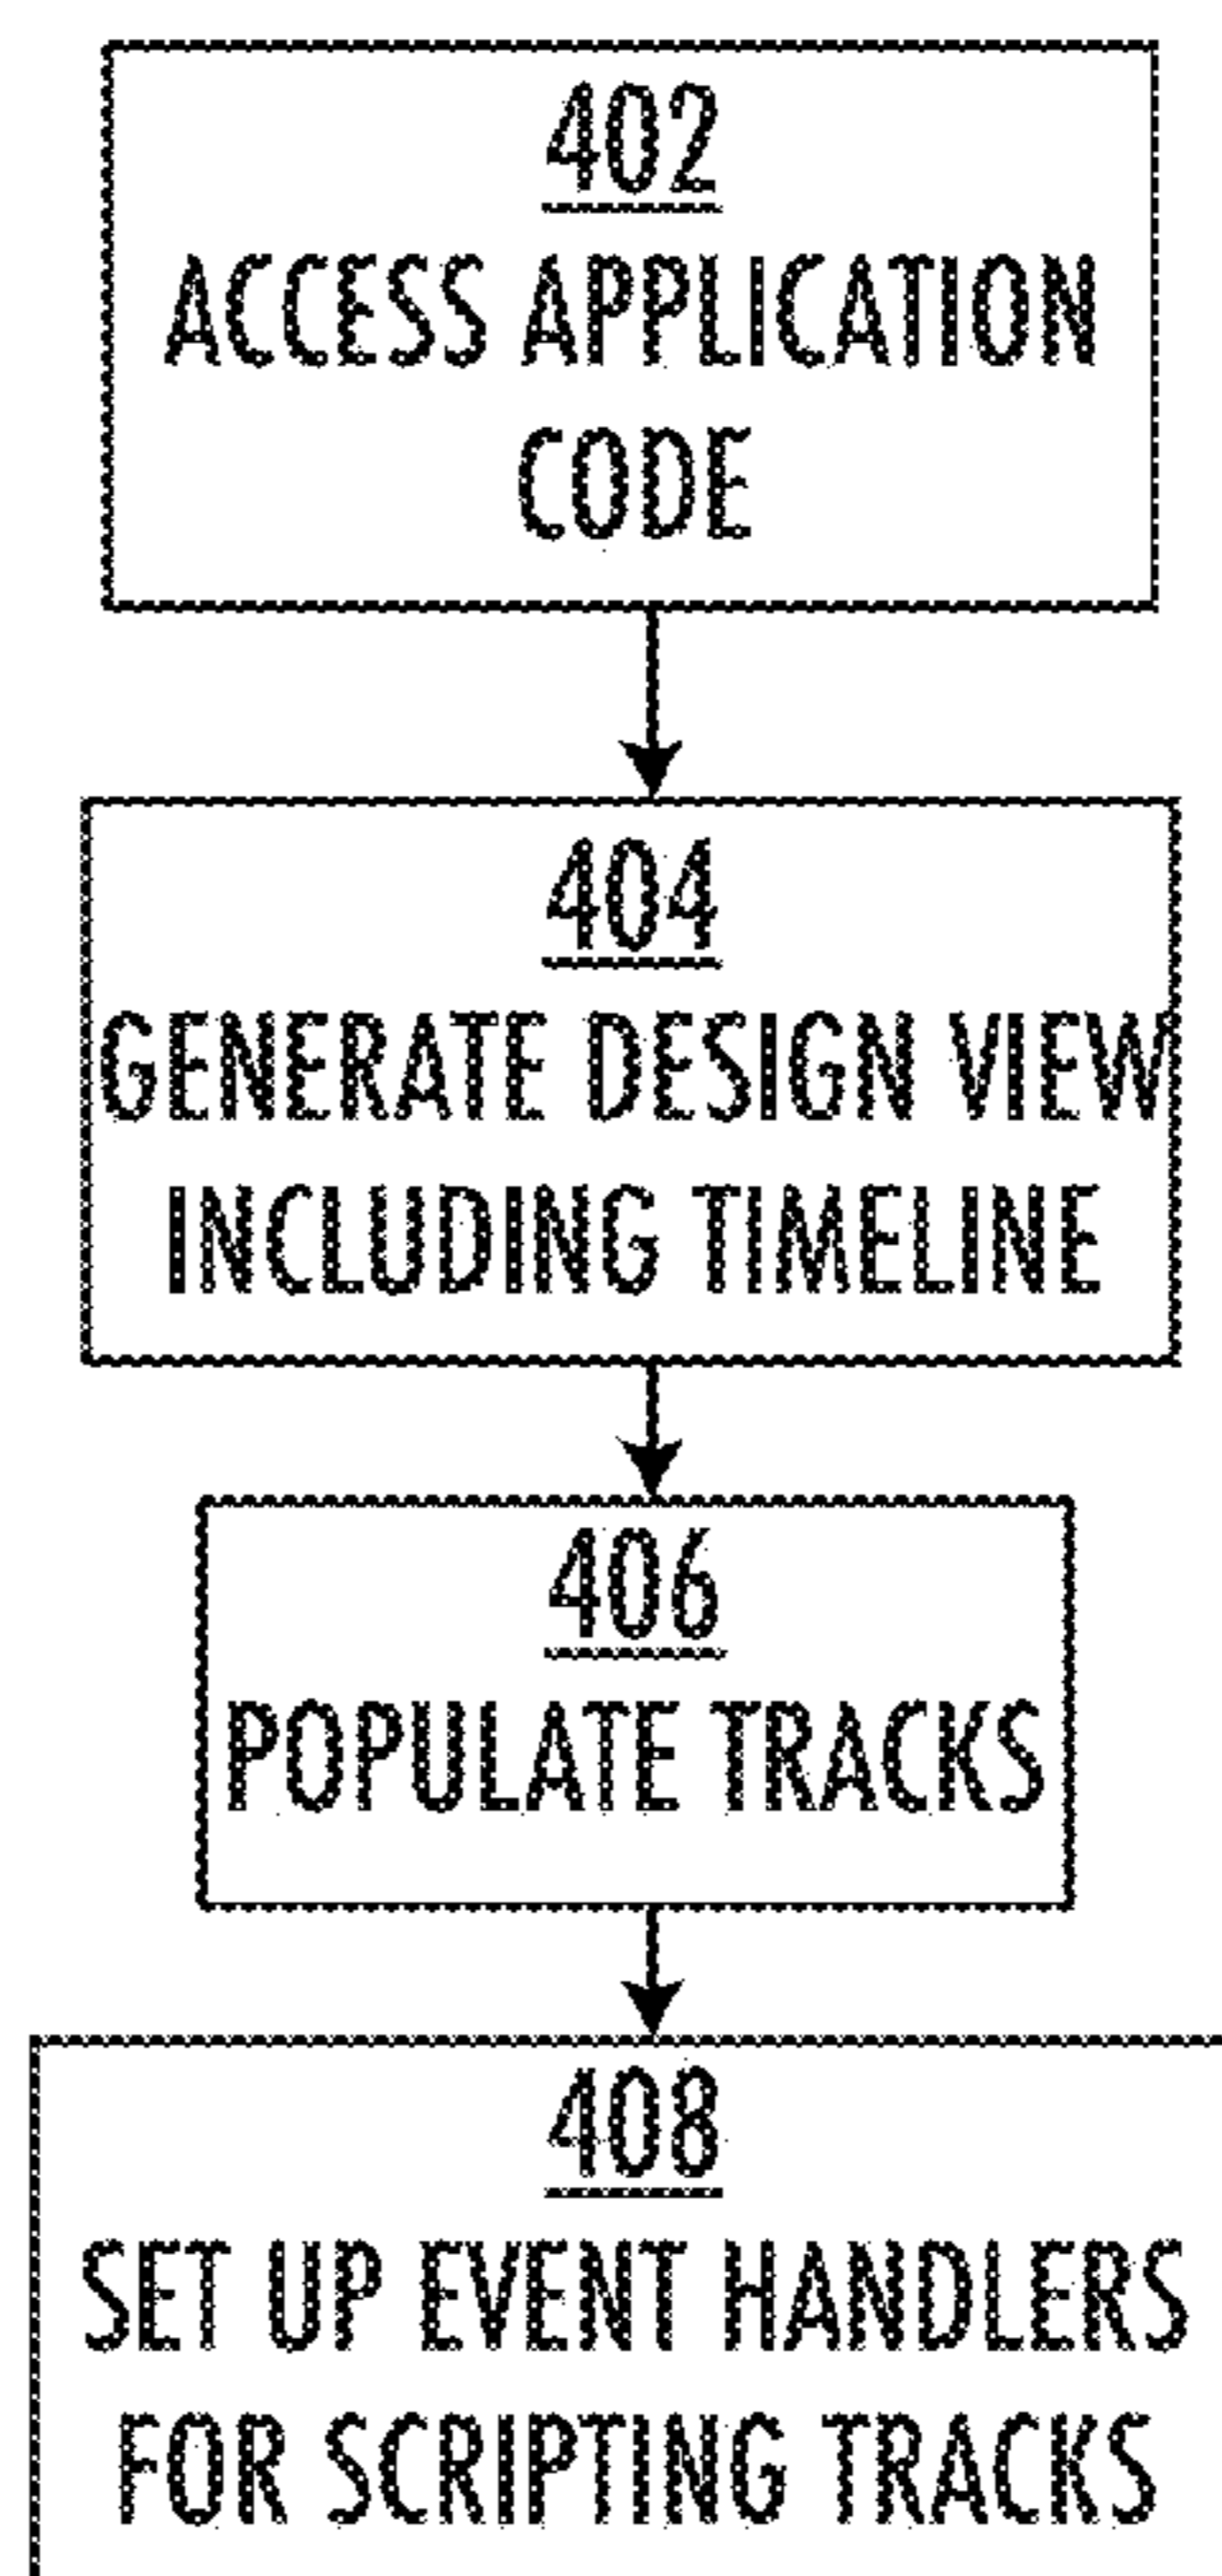 402
ACCESS APPLICATION
CODE
404
GENERATE DESIGN VIEW
INCLUDING TIMELINE
406
POPULATE TRACKS
408
SET UP EVENT HANDLERS
FOR SCRIPTING TRACKS